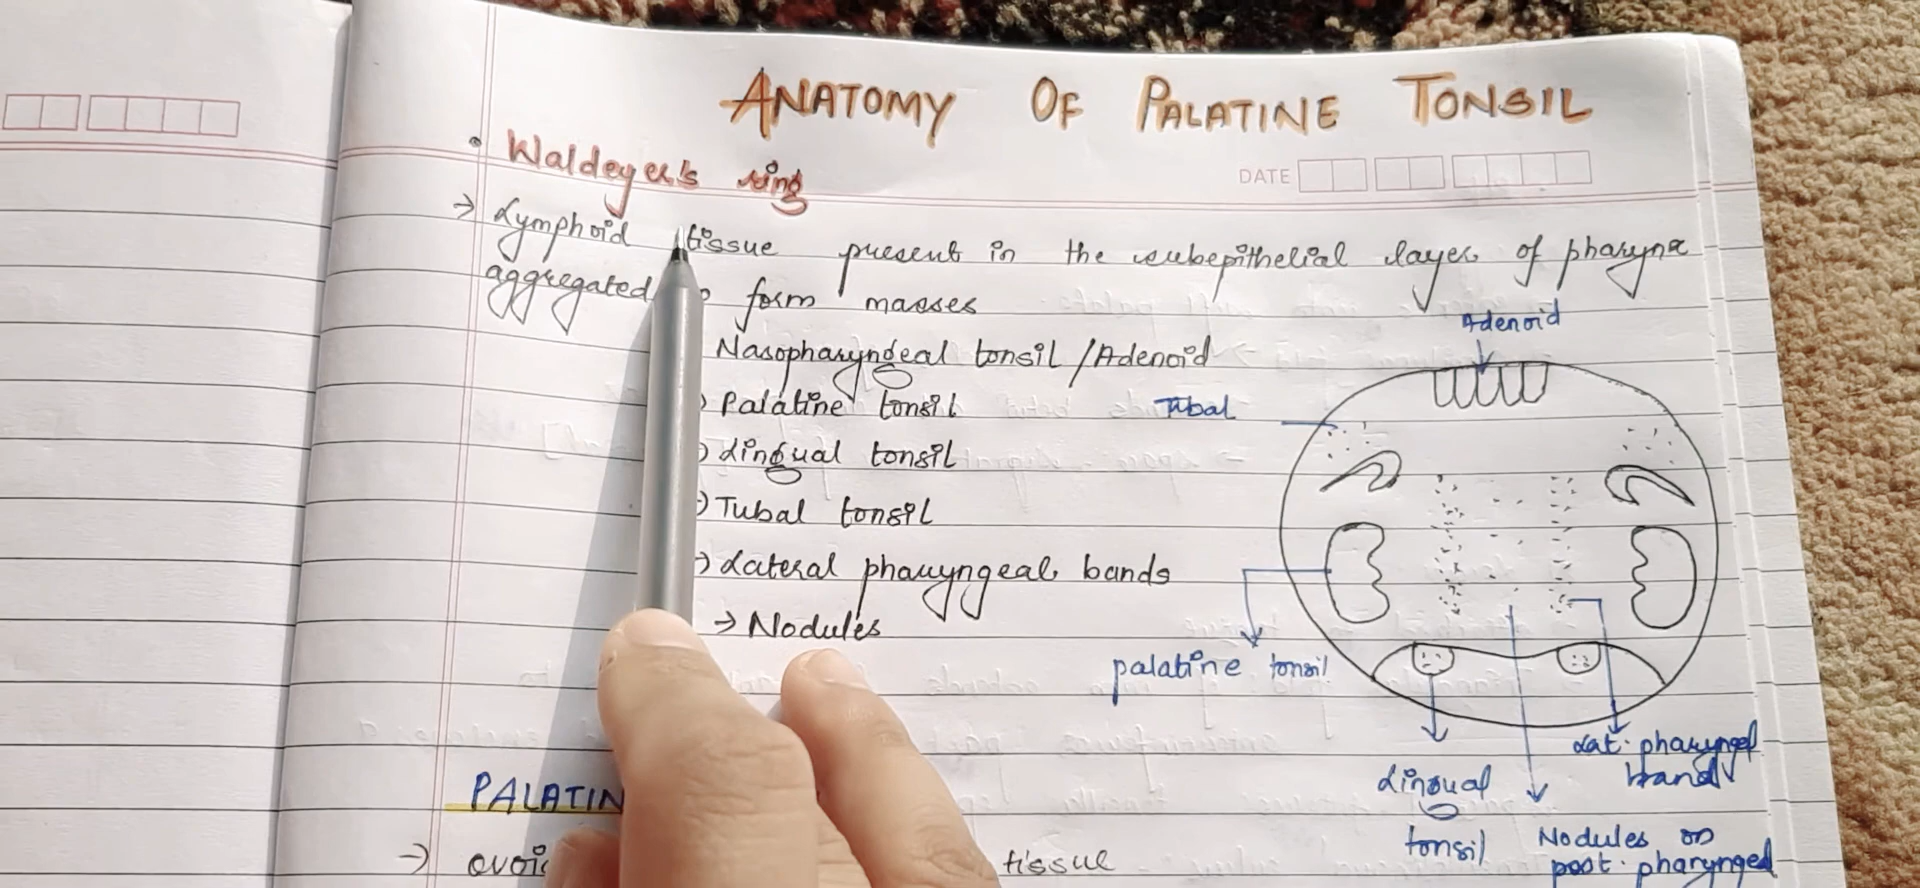 ANATOMY OF PALATINE TONSIL
• Waldeyer's ring
DATE
→ Lymphoid tissue present in the subepithelial layer of pharynx
aggregated form masses
Nasopharyngeal tonsil / Adenoid
Palatine tonsil
Lingual tonsil
Tubal tonsil
→ Lateral pharyngeal bands
→ Nodules
Adenoid
Tubal
palatine tonsil
Lat. pharyngeal
band
Lingual
tonsil
Nodules on
post. pharyngeal
PALATIN
→ ovoid tissue